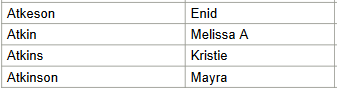 Atkeson Enid
Atkin Melissa A
Atkins Kristie
Atkinson Mayra